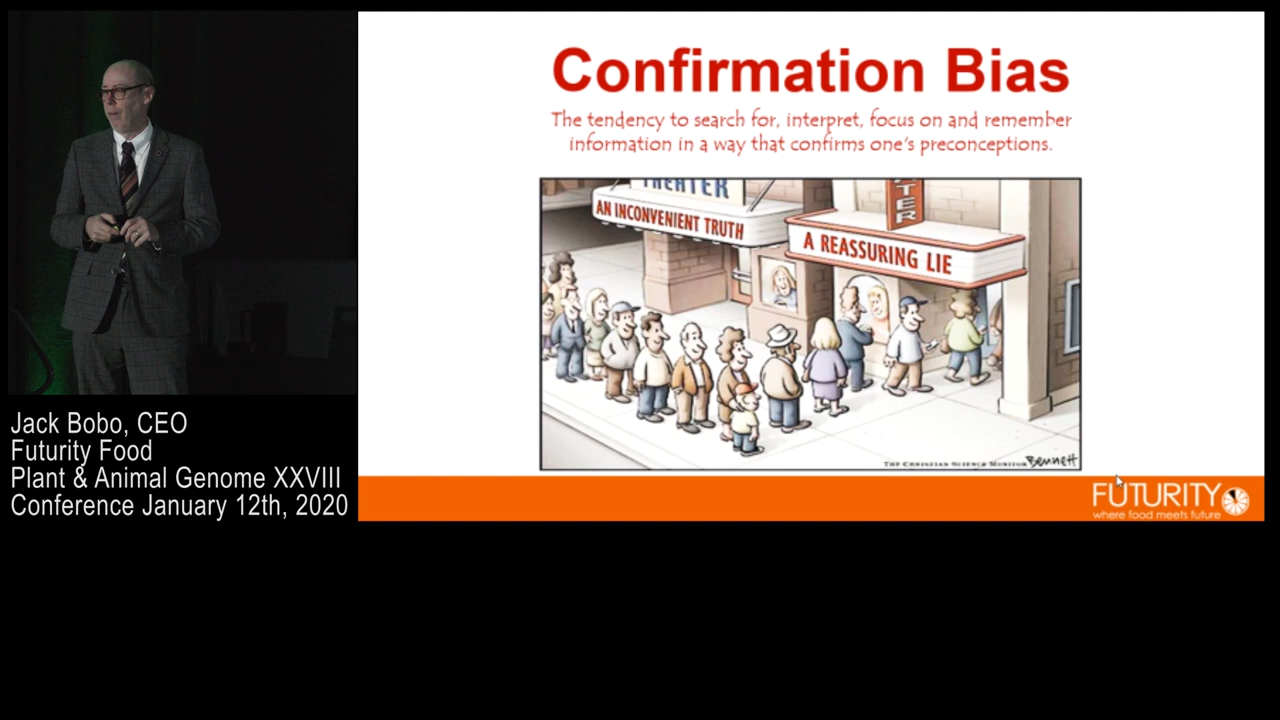 Confirmation Bias
The tendency to search for, interpret, focus on and remember
information in a way that confirms one's preconceptions.
THEATER
AN INCONVENIENT TRUTH
TER
A REASSURING LIE
THE CHRISTIAN SCIENCE MONITOR
Bennett
FUTURITY
where food meets future
Jack Bobo, CEO
Futurity Food
Plant & Animal Genome XXVIII
Conference January 12th, 2020